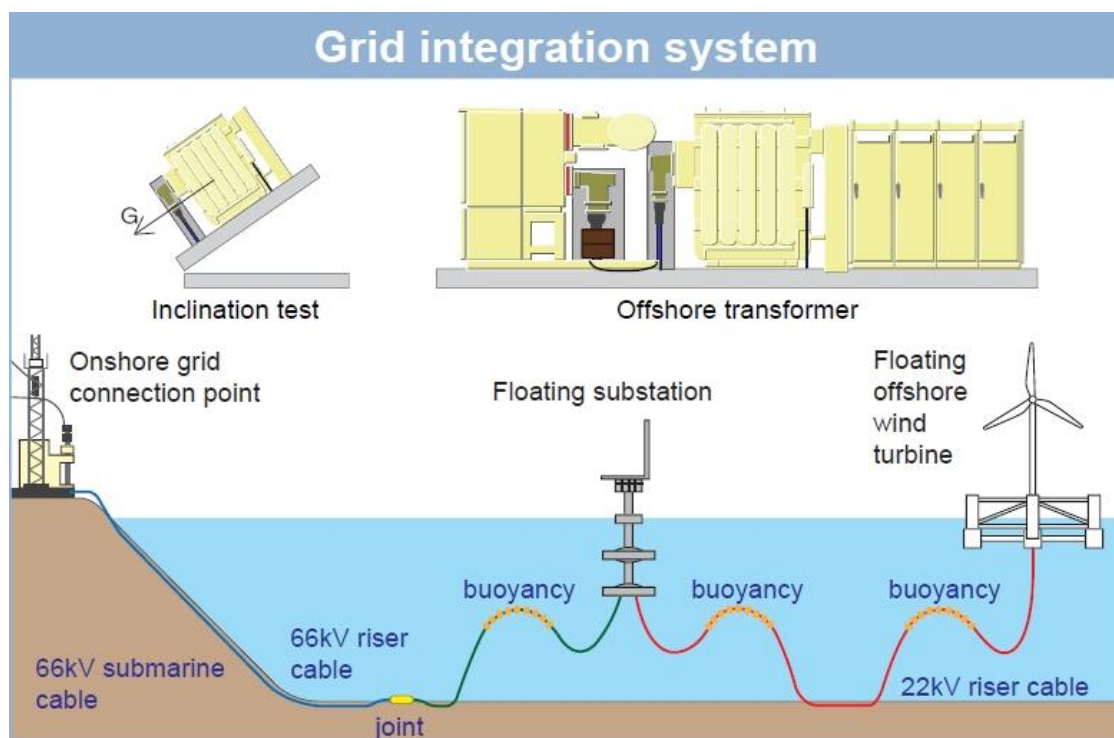 Grid integration system
G
Inclination test
Offshore transformer
Onshore grid
connection point
Floating substation
Floating
offshore
wind
turbine
buoyancy
buoyancy
buoyancy
66kV riser
cable
66kV submarine
cable
22kV riser cable
joint